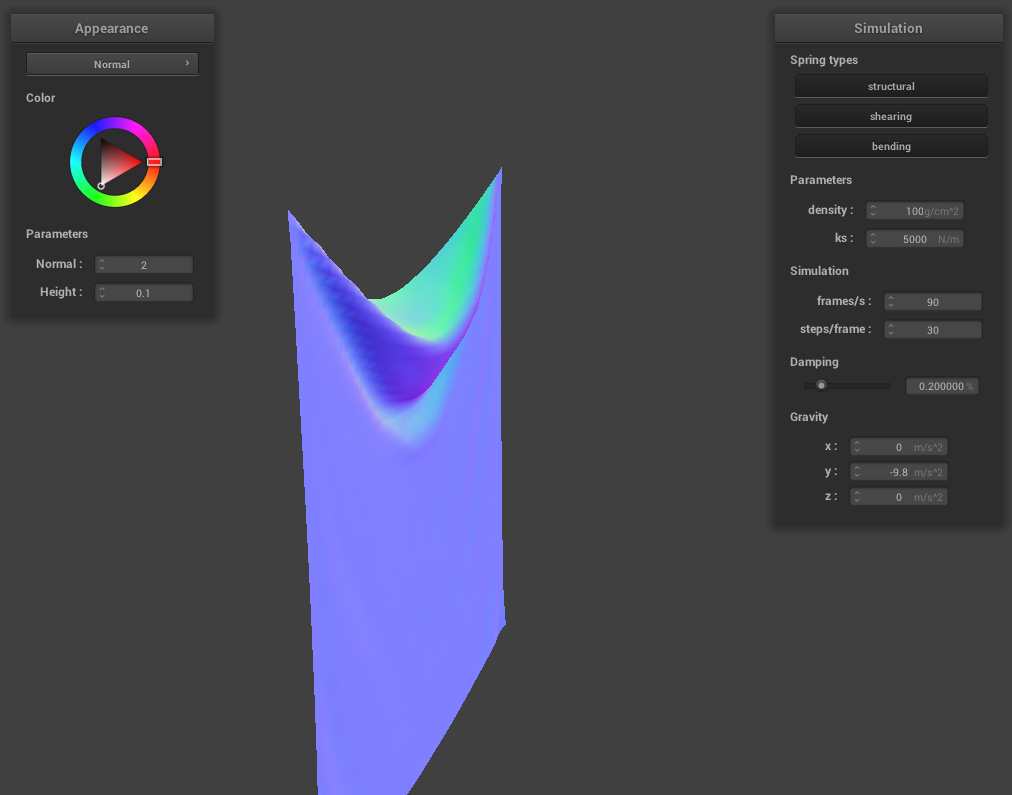 Appearance
Normal
Color
Parameters
Normal : 2
Height : 0.1
Simulation
Spring types
structural
shearing
bending
Parameters
density : 100g/cm^2
ks : 5000 N/m
Simulation
frames/s : 90
steps/frame : 30
Damping
0.200000 %
Gravity
x : 0 m/s^2
y : -9.8 m/s^2
z : 0 m/s^2